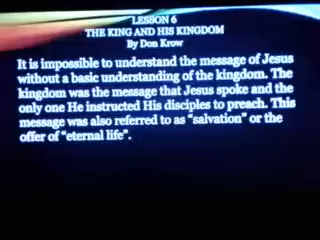 LESSON 6
THE KING AND HIS KINGDOM
By Don Krow
It is impossible to understand the message of Jesus
without a basic understanding of the kingdom. The
kingdom was the message that Jesus spoke and the
only one He instructed His disciples to preach. This
message was also referred to as “salvation” or the
offer of “eternal life”.